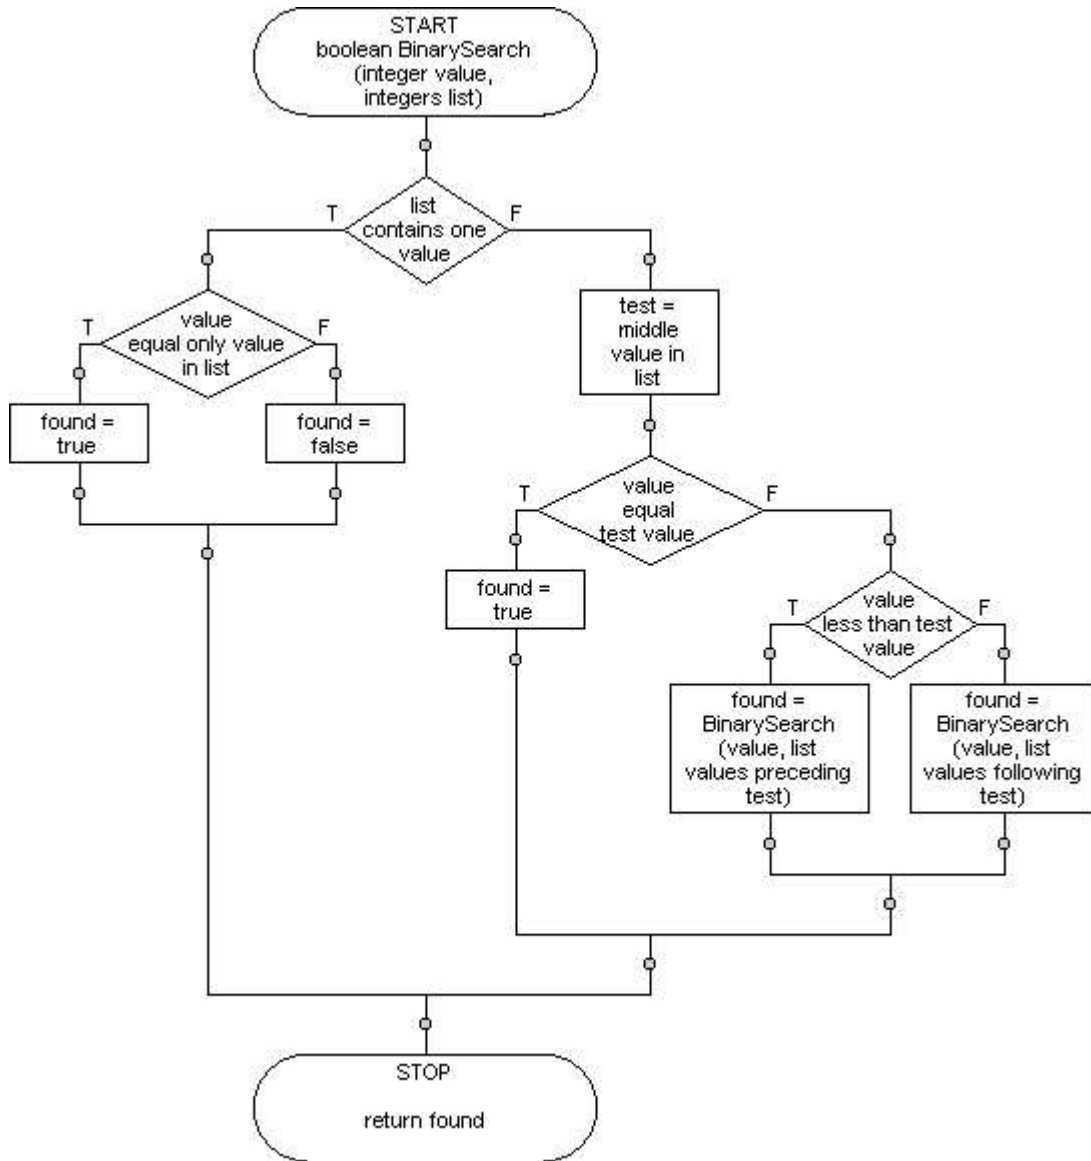 START
boolean BinarySearch
(integer value,
integers list)
T
list
contains one
value
F
T
value
equal only value
in list
F
test =
middle
value in
list
found =
true
found =
false
T
value
equal
test value
F
found =
true
T
value
less than test
value
F
found =
BinarySearch
(value, list
values preceding
test)
found =
BinarySearch
(value, list
values following
test)
STOP
return found